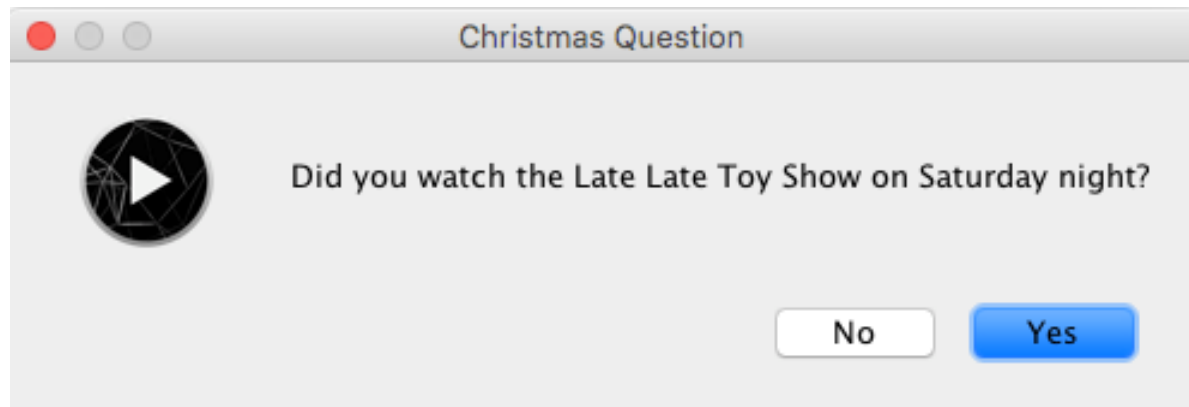 Christmas Question
Did you watch the Late Late Toy Show on Saturday night?
No Yes